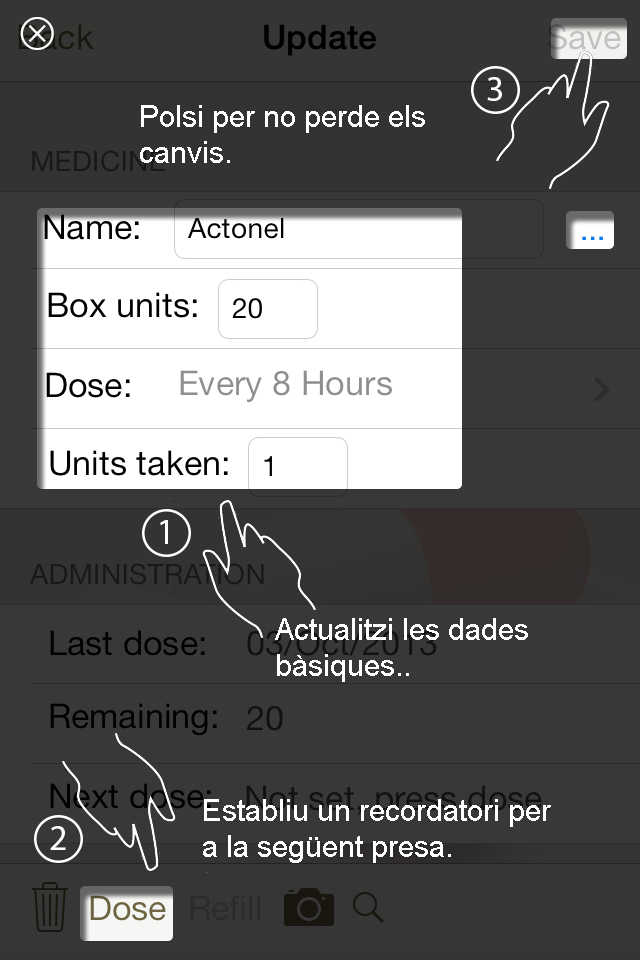 Back Update Save
3
Polsi per no perde els
canvis.
MEDICINE
Name: Actonel ...
Box units: 20
Dose: Every 8 Hours
Units taken: 1
1
ADMINISTRATION
Actualitzi les dades
bàsiques..
Last dose: 03/Oct/2013
Remaining: 20
Next dose: Not set, press dose
2
Establiu un recordatori per
a la següent presa.
Dose Refill